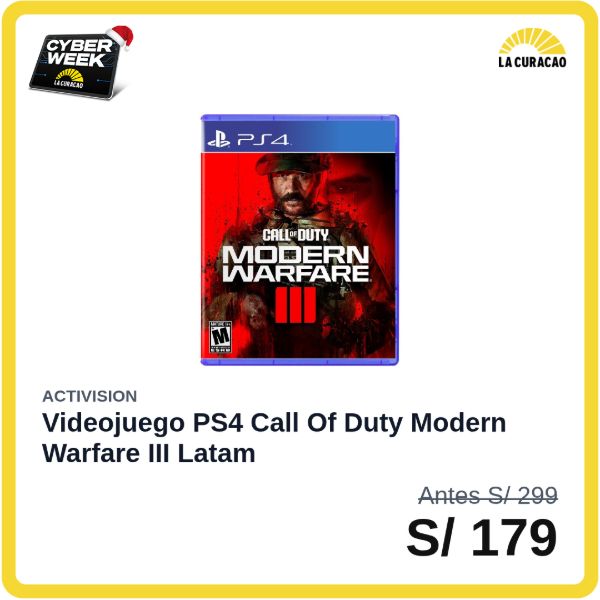 CYBER
WEEK
LA CURACAO
LA CURACAO
PS4
CALL OF DUTY
MODERN
WARFARE
III
M
ESRB
ACTIVISION
Videojuego PS4 Call Of Duty Modern
Warfare III Latam
Antes S/ 299
S/ 179